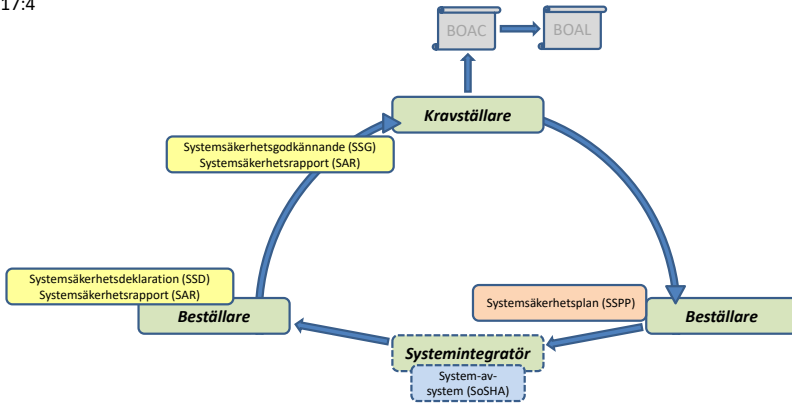 17:4
BOAC
BOAL
Kravställare
Systemsäkerhetsgodkännande (SSG)
Systemsäkerhetsrapport (SAR)
Systemsäkerhetsdeklaration (SSD)
Systemsäkerhetsrapport (SAR)
Beställare
Systemsäkerhetsplan (SSPP)
Beställare
Systemintegratör
System-av-
system (SoSHA)